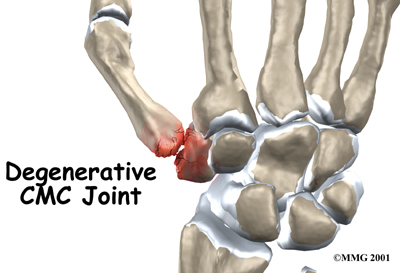 Degenerative
CMC Joint
©MMG 2001